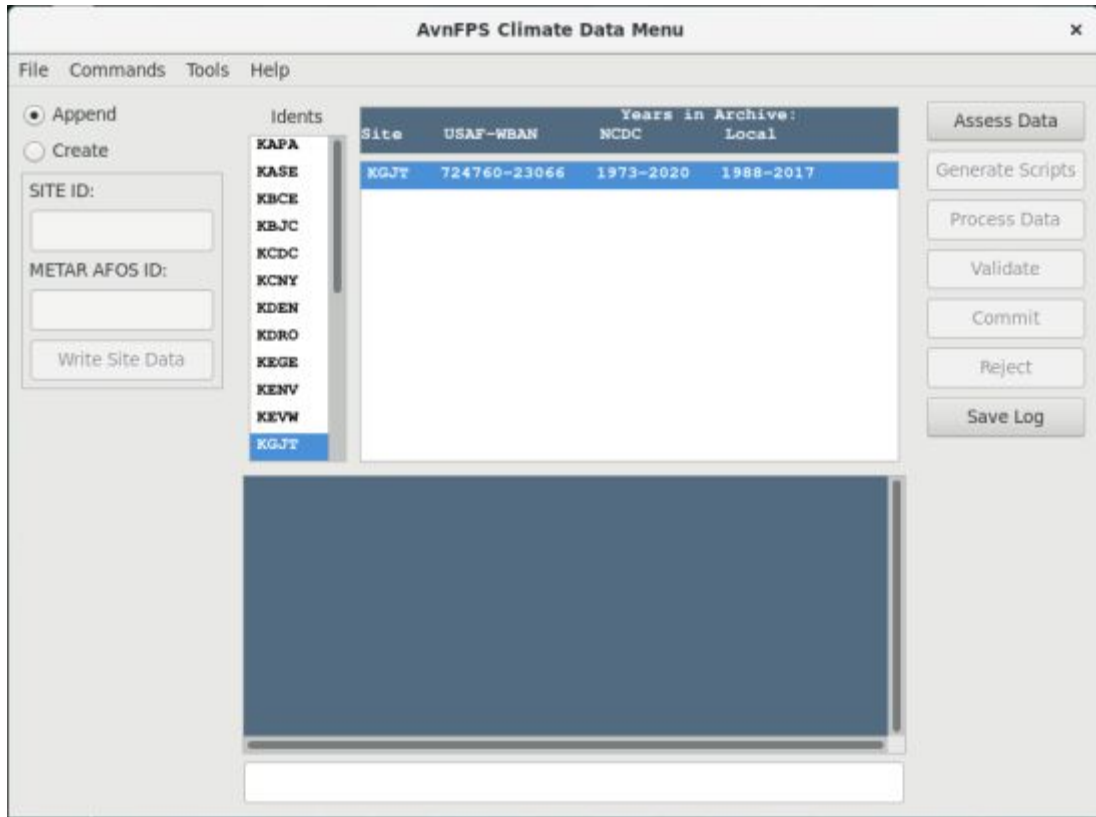 AvnFPS Climate Data Menu ×
File Commands Tools Help
Append
Create
SITE ID:
METAR AFOS ID:
Write Site Data
Idents
KAPA
KASE
KBCE
KBJC
KCDC
KCNY
KDEN
KDRO
KEGE
KENV
KEVW
KGJT
Years in Archive:
Site USAF-WBAN NCDC Local
KGJT 724760-23066 1973-2020 1988-2017
Assess Data
Generate Scripts
Process Data
Validate
Commit
Reject
Save Log